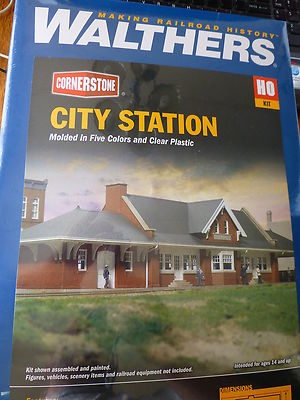 MAKING RAILROAD HISTORY
WALTHERS
CORNERSTONE
HO
KIT
CITY STATION
Molded in Five Colors and Clear Plastic
Kit shown assembled and painted.
Figures, vehicles, scenery items and railroad equipment not included.
Intended for ages 14 and up
DIMENSIONS